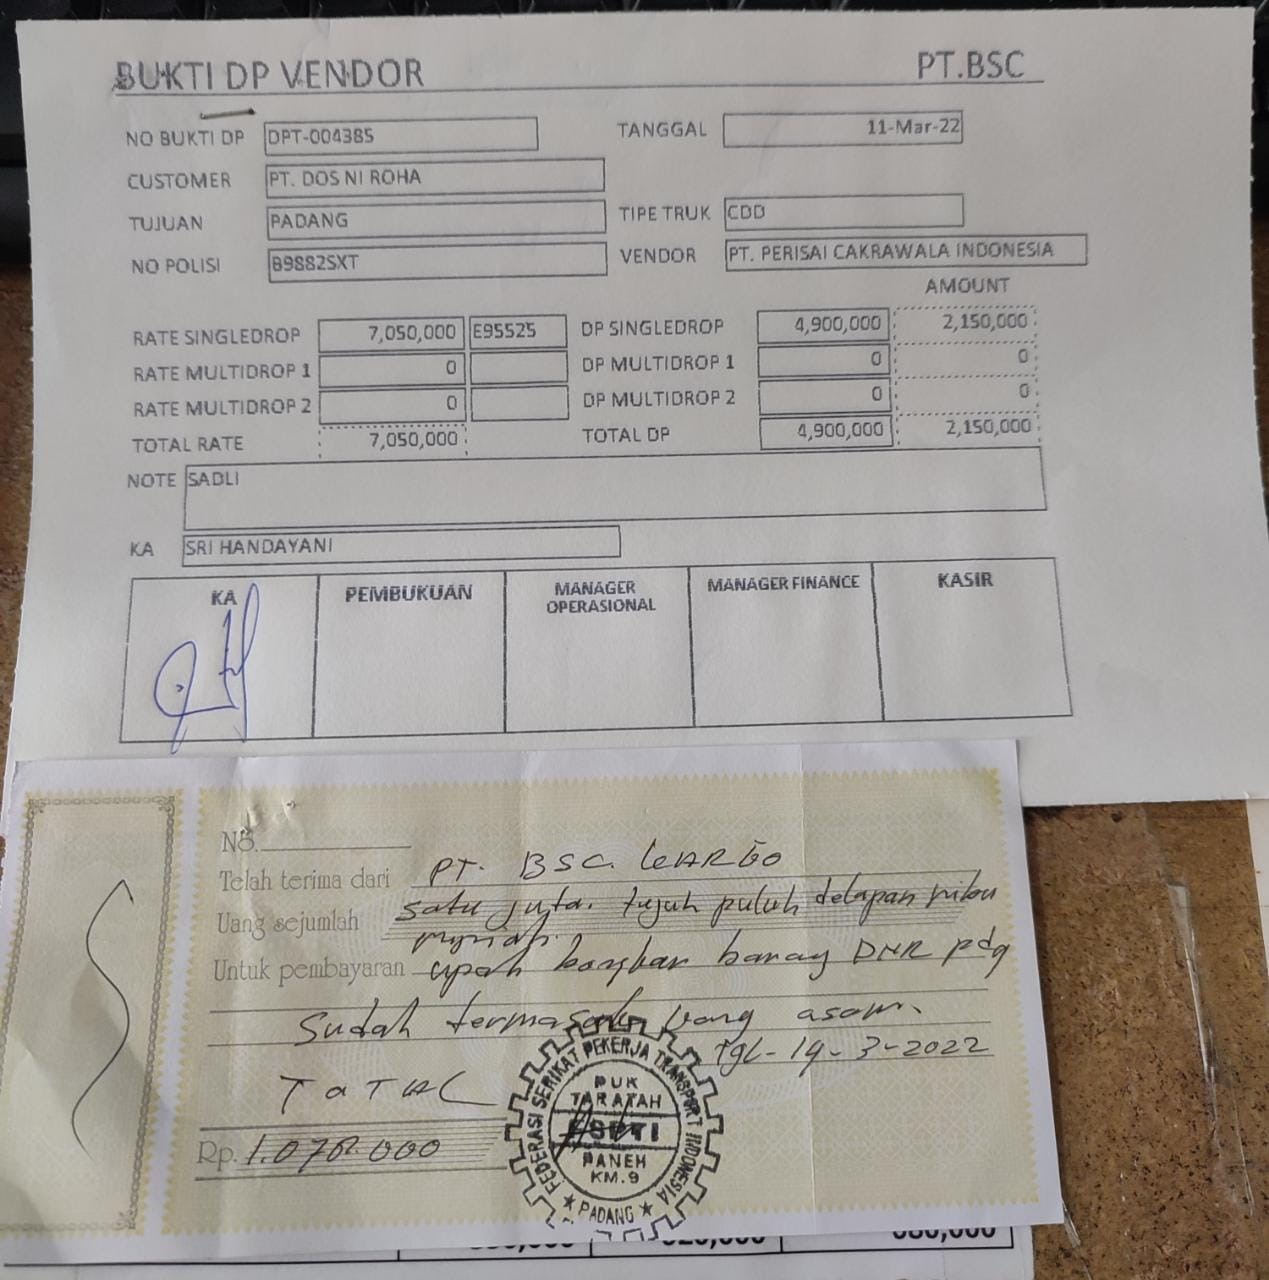 BUKTI DP VENDOR PT.BSC
NO BUKTI DP DPT-004385 TANGGAL 11-Mar-22
CUSTOMER PT. DOS NI ROHA
TUJUAN PADANG TIPE TRUK CDD
NO POLISI B9882SXT VENDOR PT. PERISAI CAKRAWALA INDONESIA
AMOUNT
RATE SINGLEDROP 7,050,000 E95525 DP SINGLEDROP 4,900,000 2,150,000
RATE MULTIDROP 1 0 DP MULTIDROP 1 0 0
RATE MULTIDROP 2 0 DP MULTIDROP 2 0 0
TOTAL RATE 7,050,000 TOTAL DP 4,900,000 2,150,000
NOTE SADLI
KA SRI HANDAYANI
KA PEMBUKUAN MANAGER OPERASIONAL MANAGER FINANCE KASIR
No.
Telah terima dari PT. BSC.
Uang sejumlah satu juta. tujuh puluh delapan ribu
Untuk pembayaran upah bongkar barang DNR pdg
Sudah termasuk uang asam.
Tgl-14-3-2022
ToTAL
Rp. 1.078.000
FEDERASI SERIKAT PEKERJA TRANSPORT INDONESIA
PUK
TARATAH
FSPTI
PANEH
KM.9
★ PADANG ★